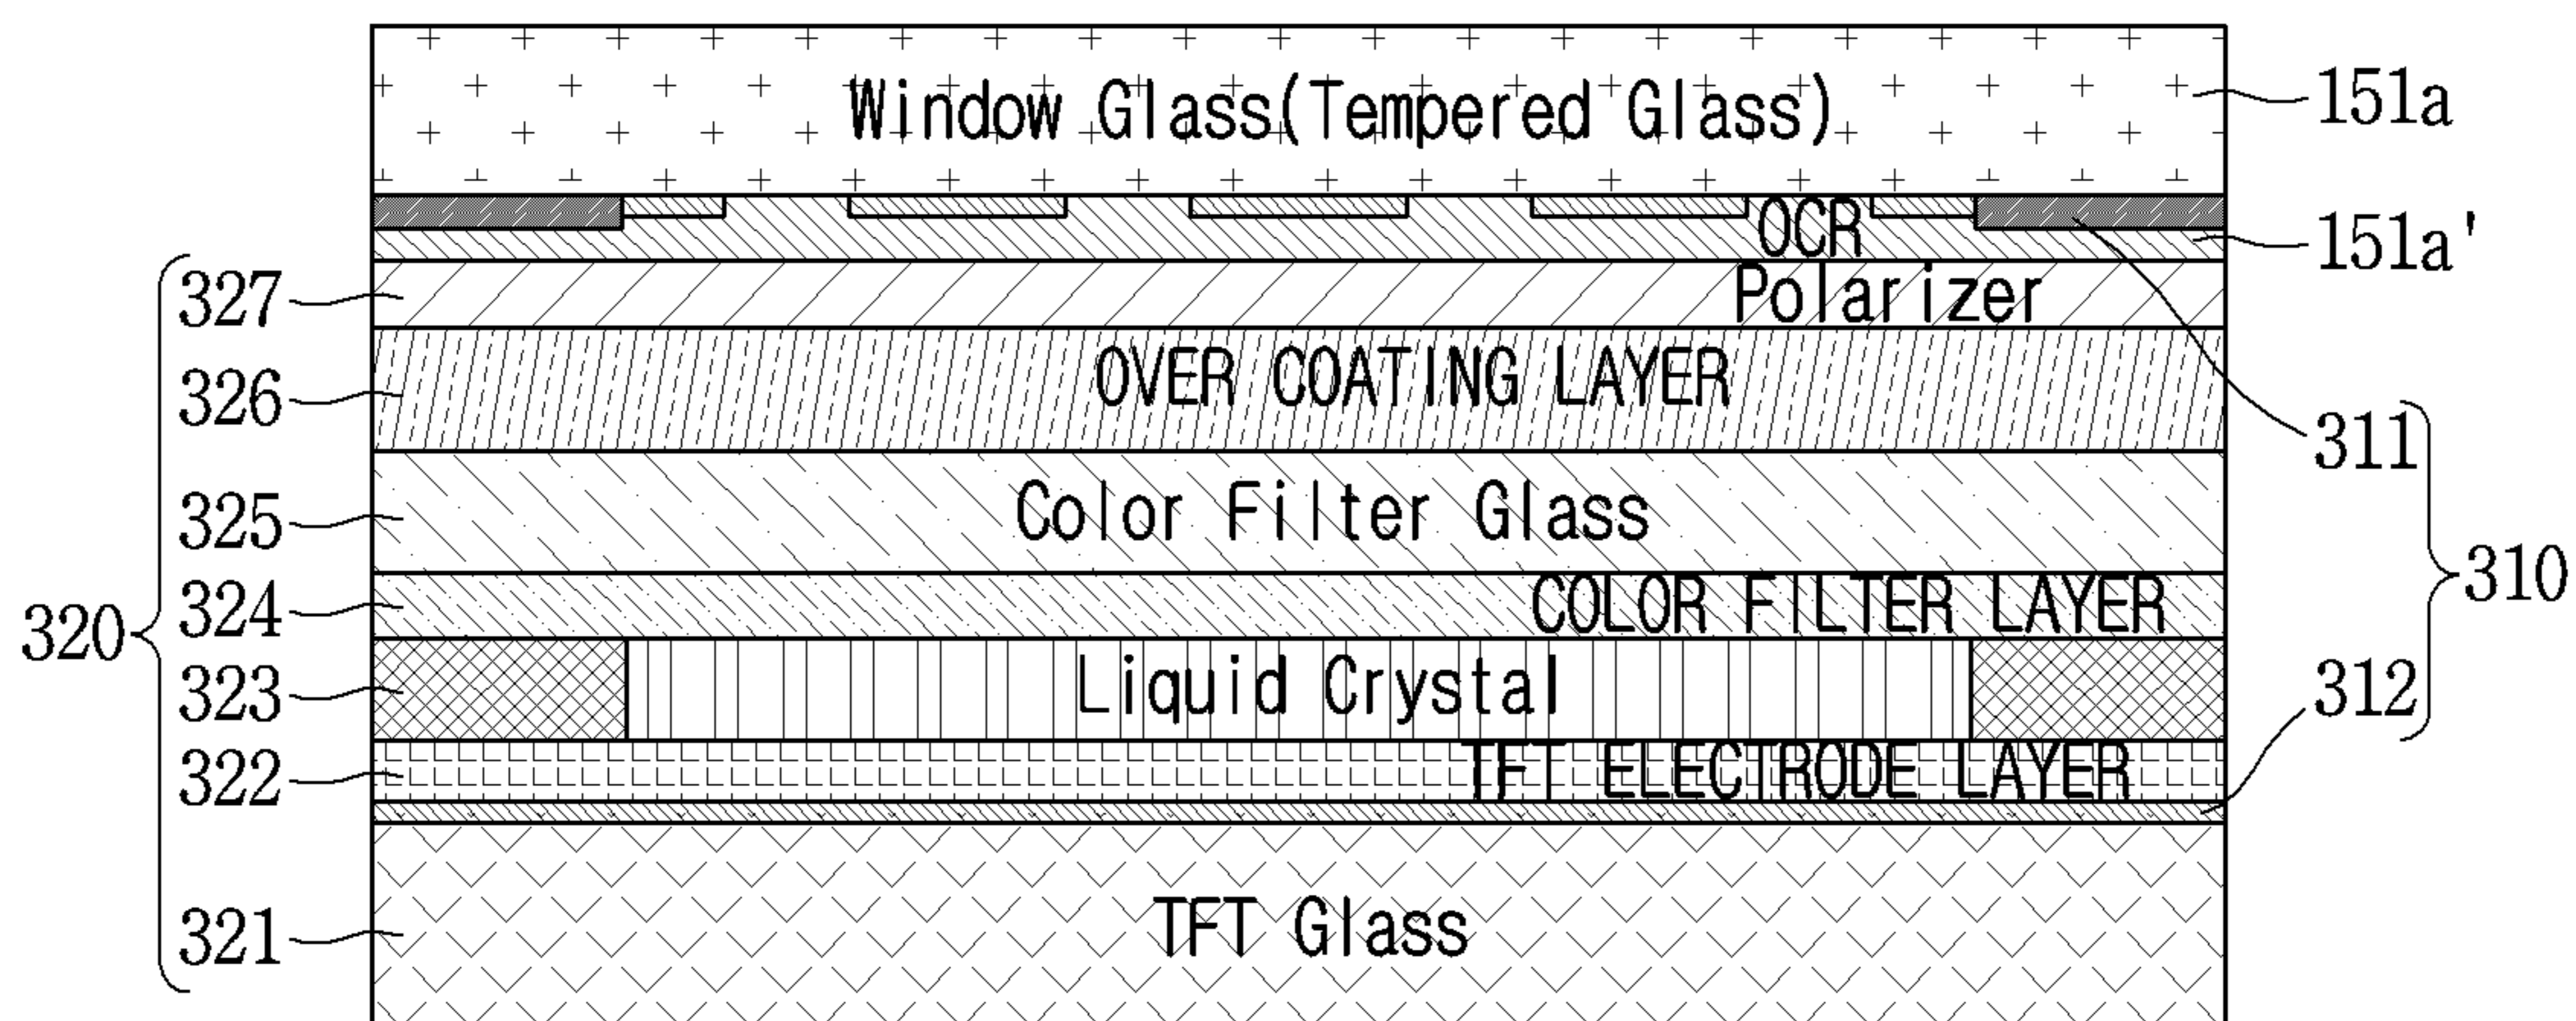 Window Glass(Tempered Glass)
151a
OCR
151a'
327
Polarizer
326
OVER COATING LAYER
311
325
Color Filter Glass
310
324
COLOR FILTER LAYER
320
323
Liquid Crystal
312
322
TFT ELECTRODE LAYER
321
TFT Glass